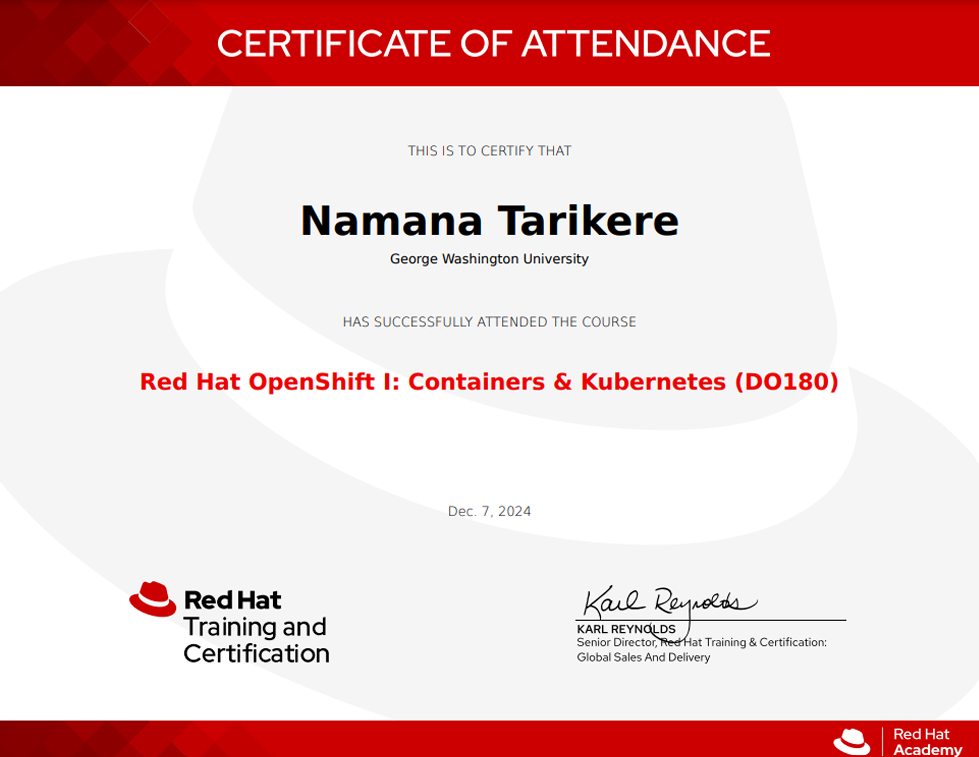 CERTIFICATE OF ATTENDANCE
THIS IS TO CERTIFY THAT
Namana Tarikere
George Washington University
HAS SUCCESSFULLY ATTENDED THE COURSE
Red Hat OpenShift I: Containers & Kubernetes (DO180)
Dec. 7, 2024
Red Hat
Training and
Certification
Karl Reynolds
KARL REYNOLDS
Senior Director, Red Hat Training & Certification:
Global Sales And Delivery
Red Hat
Academy